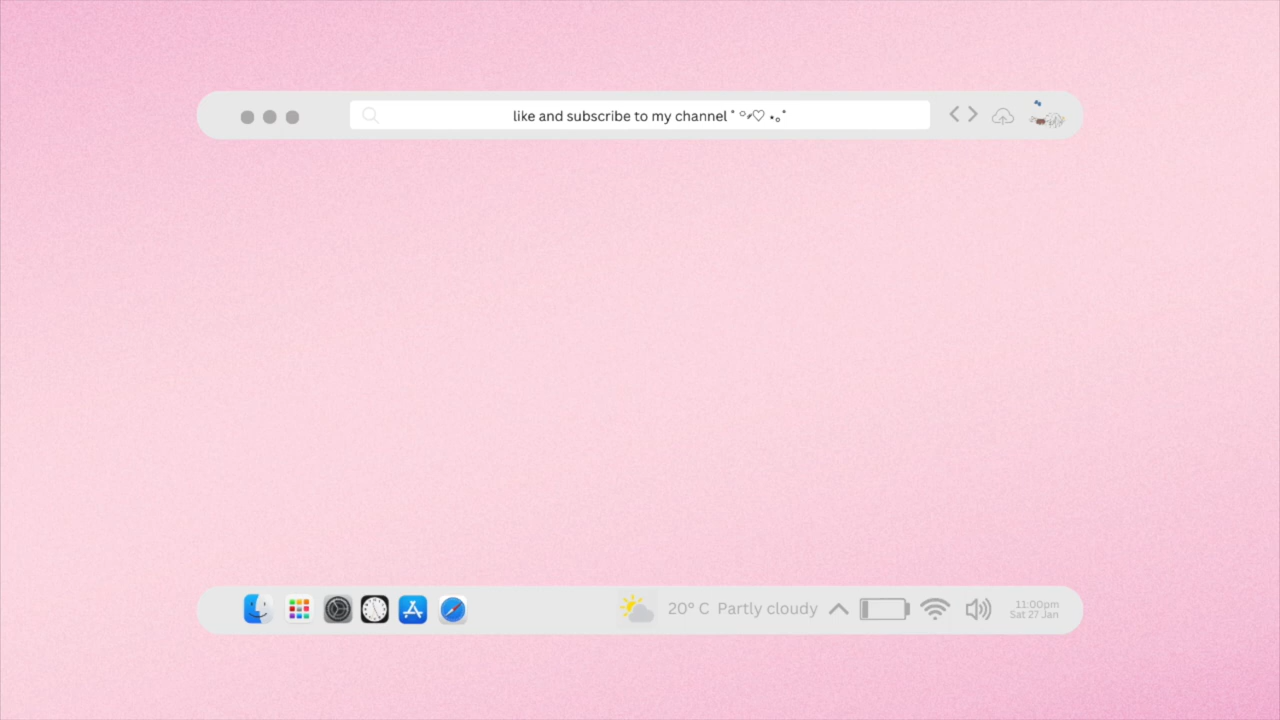 like and subscribe to my channel ˚ ༘♡ ⋆｡˚
20° C Partly cloudy
11:00pm
Sat 27 Jan